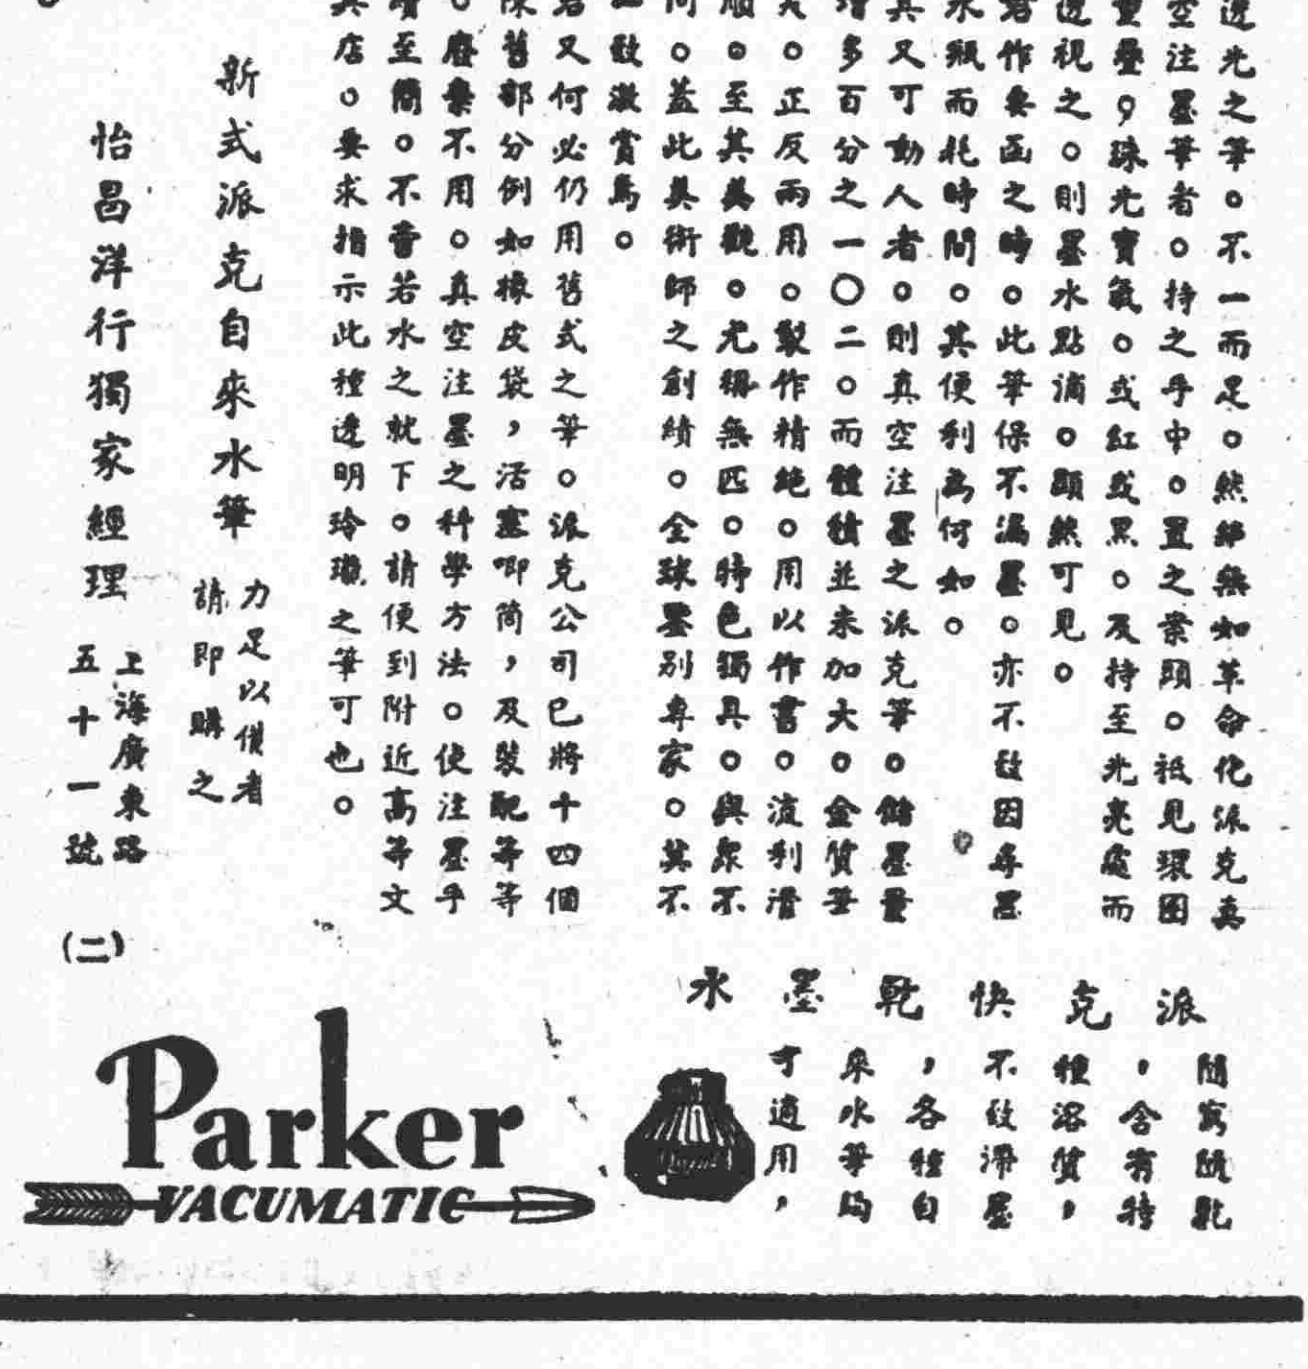 透光之筆。不一而足。然絕無如革命化派克真
空注墨筆者。持之乎中。置之案頭。祗見環圈
重疊，珠光寶氣。或紅或黑。及持至光亮處而
透視之。則墨水點滴。顯然可見。
君作要函之時。此筆保不漏墨。亦不致因尋墨
水瓶而耗時間。其便利為何如。
其又可動人者。則真空注墨之派克筆。儲墨量
增多百分之一〇二。而體積並未加大。金質筆
尖。正反兩用。製作精絕。用以作書。流利滑
順。至其美觀。尤稱無匹。特色獨具。與眾不
同。蓋此美術師之創績。全球鑒別專家。莫不
一致激賞焉。
君又何必仍用舊式之筆。派克公司已將十四個
陳舊部分例如橡皮袋，活塞唧筒，及裝配等等
。廢棄不用。真空注墨之科學方法。使注墨乎
續至簡。不啻若水之就下。請便到附近高等文
具店。要求指示此種透明玲瓏之筆可也。
新式派克自來水筆
力足以償者
請即購之
怡昌洋行獨家經理
上海廣東路
五十一號
(二)
派克快乾墨水
隨寫隨乾
，含有特
種溶質，
不致滯墨
，各種自
來水筆均
可適用，
Parker
VACUMATIC